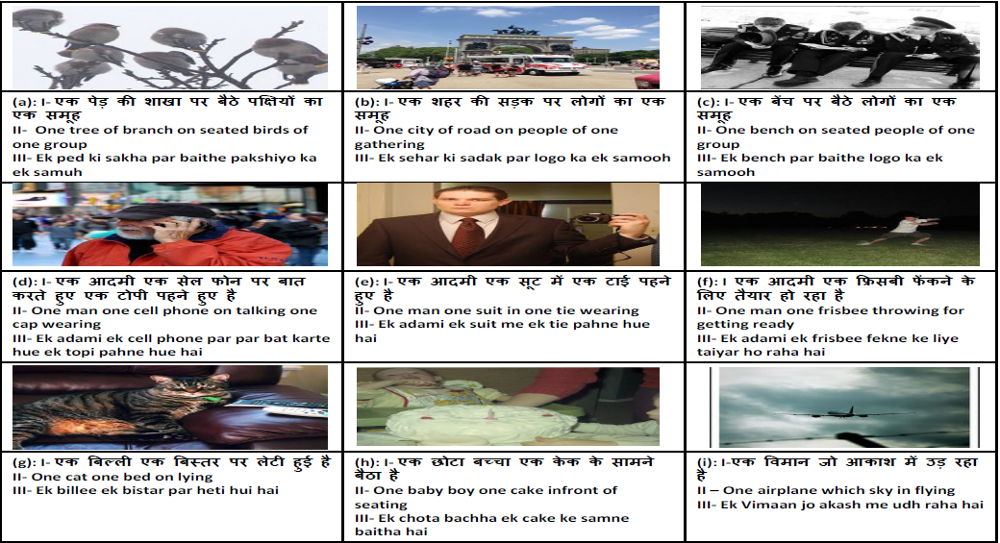 (a): I- एक पेड़ की शाखा पर बैठे पक्षियों का
एक समूह
II- One tree of branch on seated birds of
one group
III- Ek ped ki sakha par baithe pakshiyo ka
ek samuh
(b): I- एक शहर की सड़क पर लोगों का एक
समूह
II- One city of road on people of one
gathering
III- Ek sehar ki sadak par logo ka ek samooh
(c): I- एक बेंच पर बैठे लोगों का एक
समूह
II- One bench on seated people of one
group
III- Ek bench par baithe logo ka ek
samooh
(d): I- एक आदमी एक सेल फोन पर बात
करते हुए एक टोपी पहने हुए है
II- One man one cell phone on talking one
cap wearing
III- Ek adami ek cell phone par par bat karte
hue ek topi pahne hue hai
(e): I- एक आदमी एक सूट में एक टाई पहने
हुए है
II- One man one suit in one tie wearing
III- Ek adami ek suit me ek tie pahne hue
hai
(f): I एक आदमी एक फ्रिसबी फेंकने के
लिए तैयार हो रहा है
II- One man one frisbee throwing for
getting ready
III- Ek adami ek frisbee fekne ke liye
taiyar ho raha hai
(g): I- एक बिल्ली एक बिस्तर पर लेटी हुई है
II- One cat one bed on lying
III- Ek billee ek bistar par heti hui hai
(h): I- एक छोटा बच्चा एक केक के सामने
बैठा है
II- One baby boy one cake infront of
seating
III- Ek chota bachha ek cake ke samne
baitha hai
(i): I-एक विमान जो आकाश में उड़ रहा
है
II – One airplane which sky in flying
III- Ek Vimaan jo akash me udh raha hai